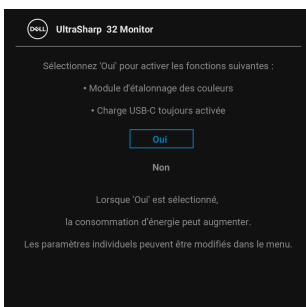 DELL UltraSharp 32 Monitor
Sélectionnez 'Oui' pour activer les fonctions suivantes :
• Module d'étalonnage des couleurs
• Charge USB-C toujours activée
Oui
Non
Lorsque 'Oui' est sélectionné,
la consommation d'énergie peut augmenter.
Les paramètres individuels peuvent être modifiés dans le menu.